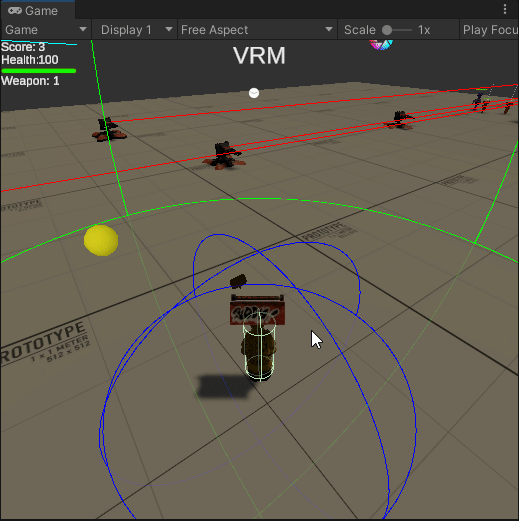 Game
Game Display 1 Free Aspect Scale 1x Play Focu
Score: 3
Health:100
Weapon: 1
VRM
PROTOTYPE
PROTOTYPE
PROTOTYPE
1 x 1 METER
512 x 512